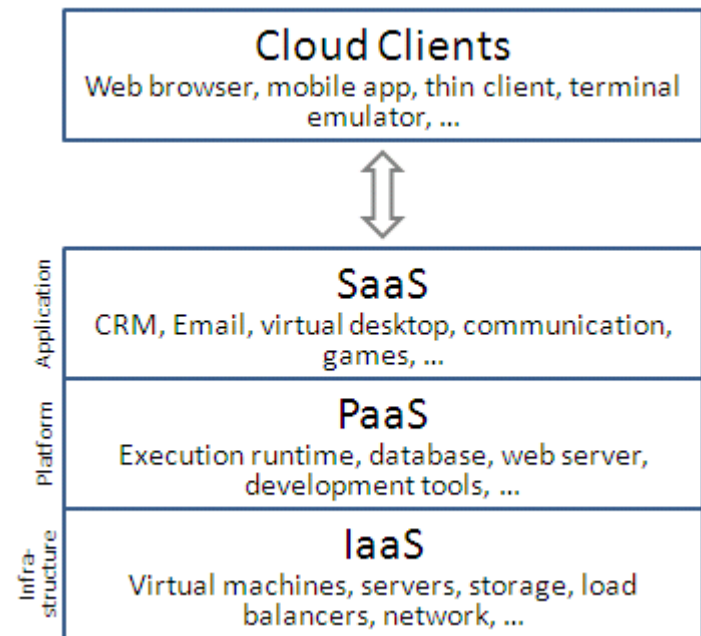 Cloud Clients
Web browser, mobile app, thin client, terminal
emulator, ...
Application
SaaS
CRM, Email, virtual desktop, communication,
games, ...
Platform
PaaS
Execution runtime, database, web server,
development tools, ...
Infra-
structure
IaaS
Virtual machines, servers, storage, load
balancers, network, ...